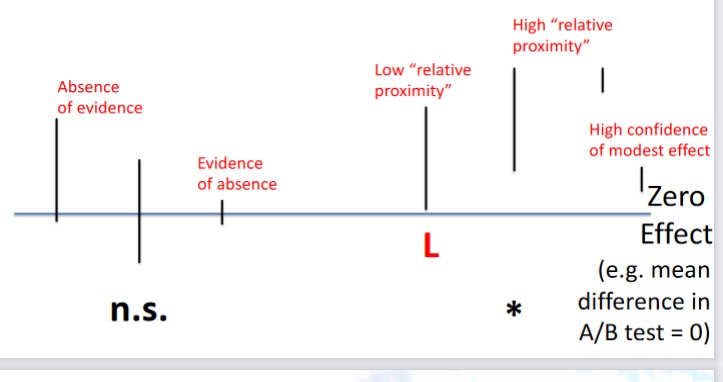 High “relative
proximity”
Low “relative
proximity”
Absence
of evidence
High confidence
of modest effect
Evidence
of absence
Zero
Effect
(e.g. mean
difference in
A/B test = 0)
L
n.s.
*